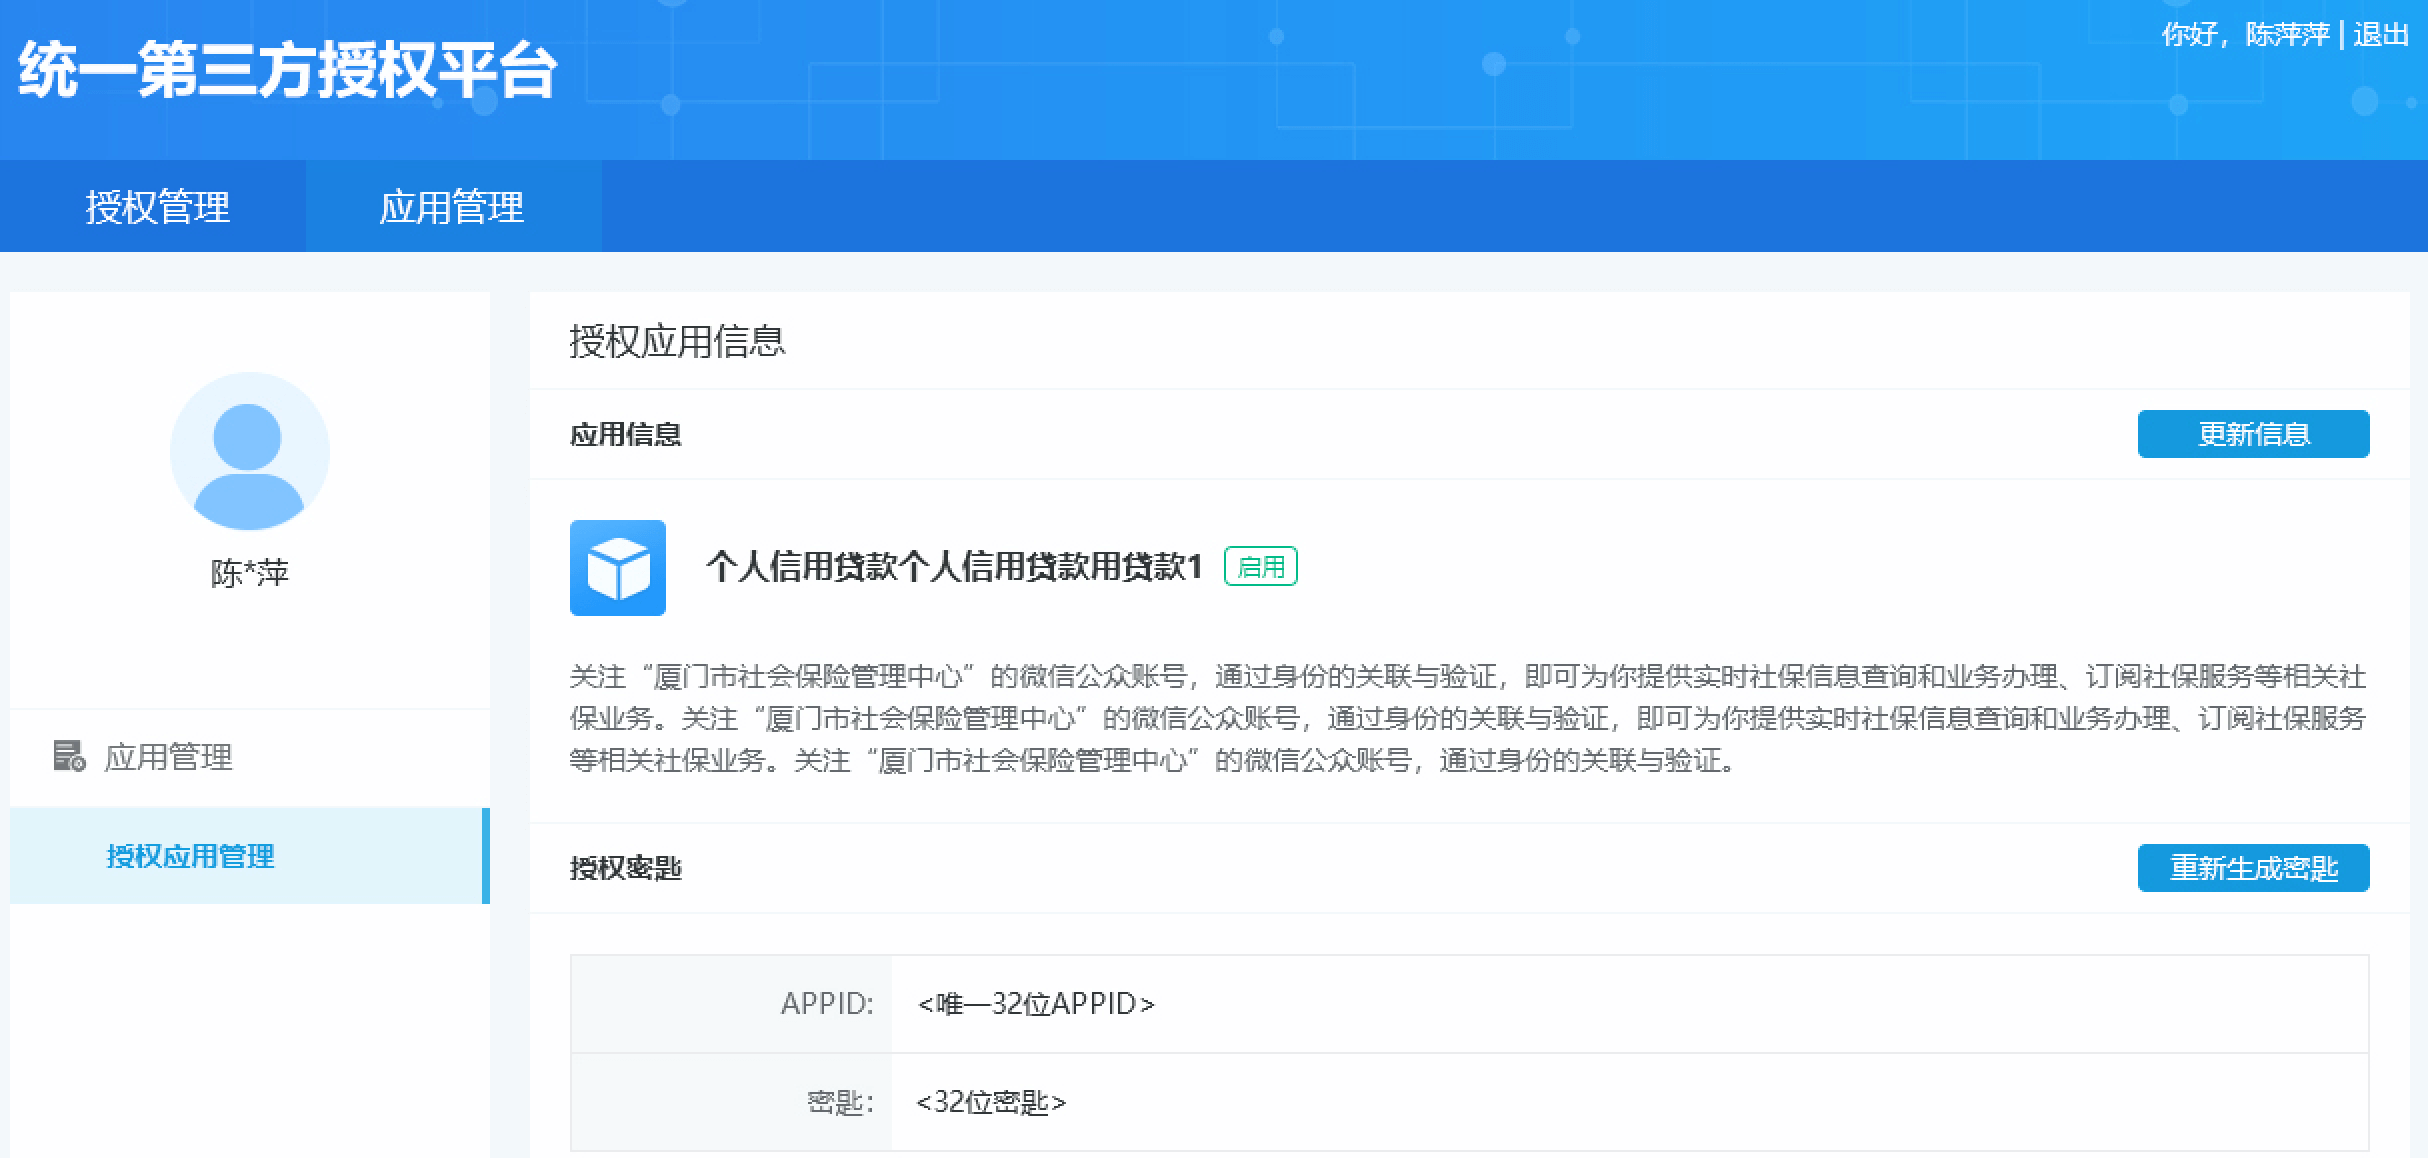 统一第三方授权平台
你好，陈萍萍 | 退出
授权管理
应用管理
陈*萍
应用管理
授权应用管理
授权应用信息
应用信息
更新信息
个人信用贷款个人信用贷款用贷款1
启用
关注“厦门市社会保险管理中心”的微信公众账号，通过身份的关联与验证，即可为你提供实时社保信息查询和业务办理、订阅社保服务等相关社
保业务。关注“厦门市社会保险管理中心”的微信公众账号，通过身份的关联与验证，即可为你提供实时社保信息查询和业务办理、订阅社保服务
等相关社保业务。关注“厦门市社会保险管理中心”的微信公众账号，通过身份的关联与验证。
授权密匙
重新生成密匙
APPID: <唯一32位APPID>
密匙: <32位密匙>